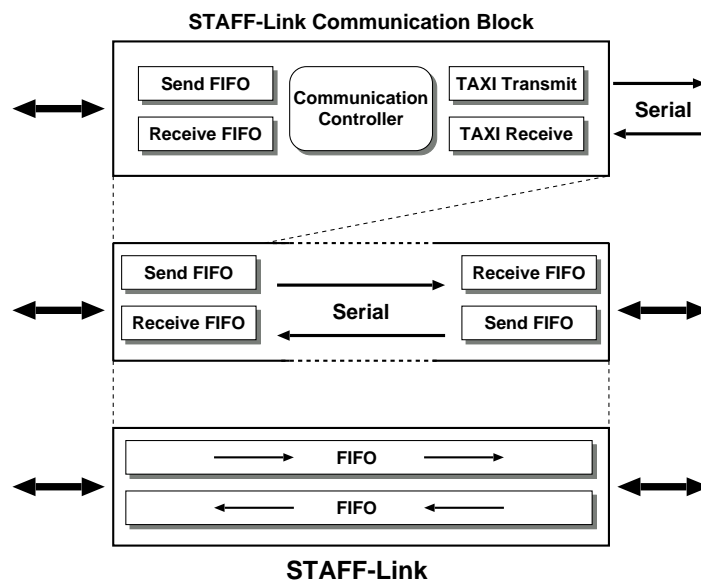 STAFF-Link Communication Block
Send FIFO
Communication
Controller
TAXI Transmit
Receive FIFO
TAXI Receive
Serial
Send FIFO
Receive FIFO
Serial
Receive FIFO
Send FIFO
FIFO
FIFO
STAFF-Link